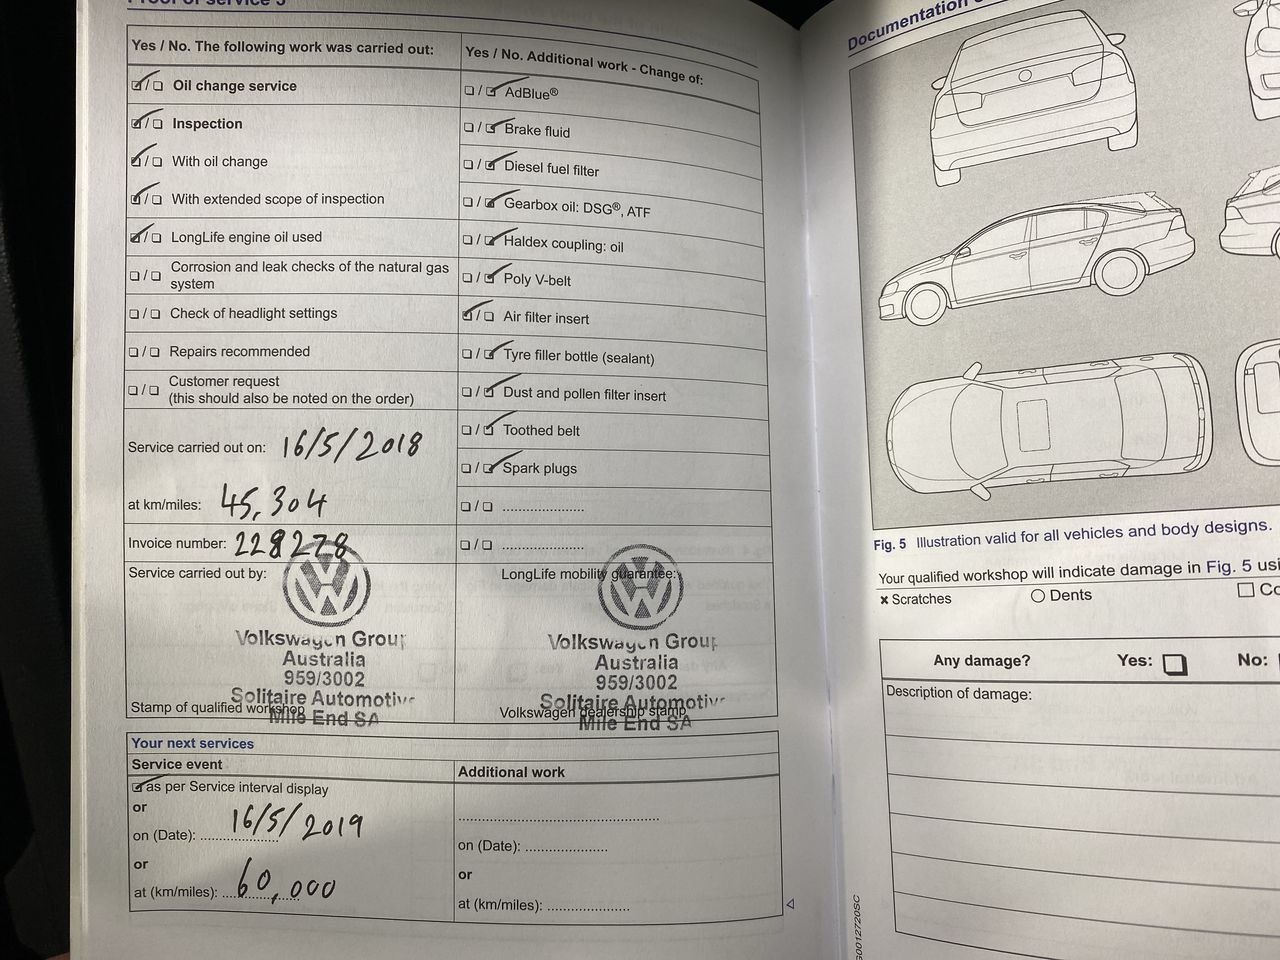 Proof of service 3
Yes / No. The following work was carried out:
☑/☐ Oil change service
☑/☐ Inspection
☑/☐ With oil change
☑/☐ With extended scope of inspection
☑/☐ LongLife engine oil used
☐/☐ Corrosion and leak checks of the natural gas
system
☐/☐ Check of headlight settings
☐/☐ Repairs recommended
☐/☐ Customer request
(this should also be noted on the order)
Service carried out on: 16/5/2018
at km/miles: 45,304
Invoice number: 228278
Service carried out by:
Volkswagen Group
Australia
959/3002
Solitaire Automotive
Mile End SA
Stamp of qualified workshop
Yes / No. Additional work - Change of:
☐/☑ AdBlue®
☐/☑ Brake fluid
☐/☑ Diesel fuel filter
☐/☑ Gearbox oil: DSG®, ATF
☐/☑ Haldex coupling: oil
☐/☑ Poly V-belt
☑/☐ Air filter insert
☐/☑ Tyre filler bottle (sealant)
☐/☑ Dust and pollen filter insert
☐/☑ Toothed belt
☐/☑ Spark plugs
☐/☐ ......................
☐/☐ ......................
LongLife mobility guarantee:
Volkswagen Group
Australia
959/3002
Solitaire Automotive
Mile End SA
Volkswagen dealership stamp
Your next services
Service event
☑ as per Service interval display
or
on (Date): 16/5/2019
or
at (km/miles): 60,000
Additional work
on (Date): ......................
or
at (km/miles): ......................
Documentation
Fig. 5 Illustration valid for all vehicles and body designs.
Your qualified workshop will indicate damage in Fig. 5
× Scratches ○ Dents ☐
Any damage? Yes: ☐ No:
Description of damage: